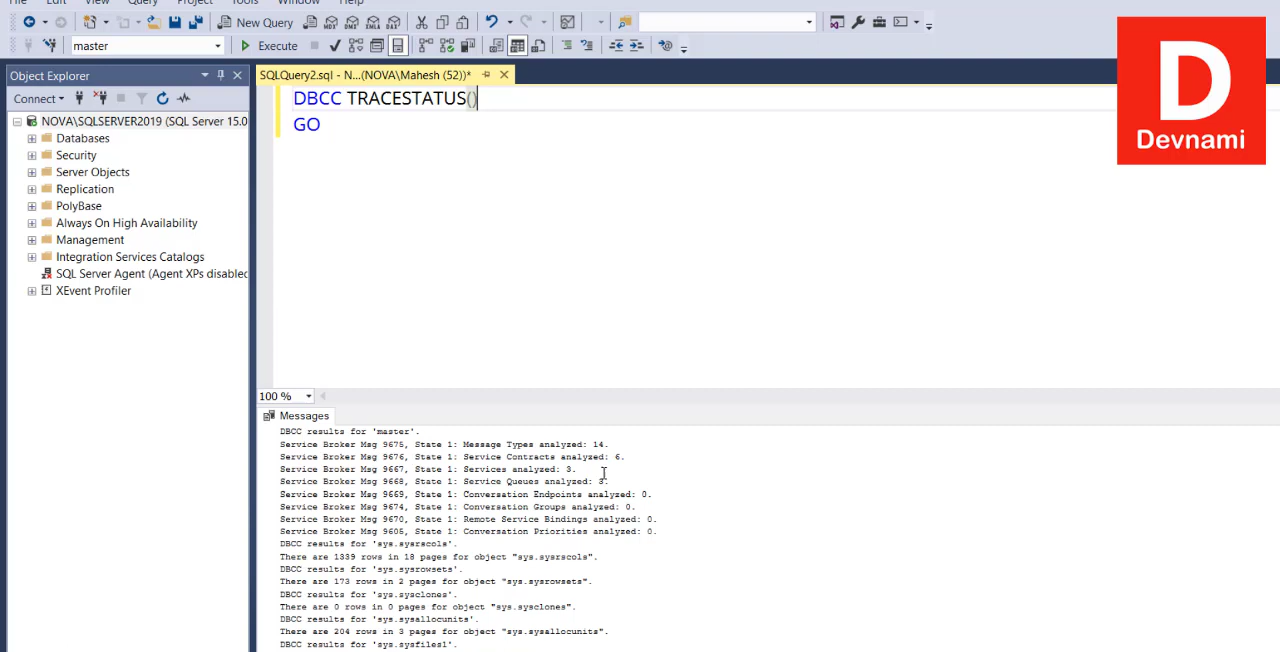 File Edit View Query Project Tools Window Help
New Query MDX DMX XMLA DAX
master
Execute
Object Explorer
SQLQuery2.sql - N...(NOVA\Mahesh (52))*
Connect
NOVA\SQLSERVER2019 (SQL Server 15.0
Databases
Security
Server Objects
Replication
PolyBase
Always On High Availability
Management
Integration Services Catalogs
SQL Server Agent (Agent XPs disabled
XEvent Profiler
DBCC TRACESTATUS()
GO
D
Devnami
100 %
Messages
DBCC results for 'master'.
Service Broker Msg 9675, State 1: Message Types analyzed: 14.
Service Broker Msg 9676, State 1: Service Contracts analyzed: 6.
Service Broker Msg 9667, State 1: Services analyzed: 3.
Service Broker Msg 9668, State 1: Service Queues analyzed: 3.
Service Broker Msg 9669, State 1: Conversation Endpoints analyzed: 0.
Service Broker Msg 9674, State 1: Conversation Groups analyzed: 0.
Service Broker Msg 9670, State 1: Remote Service Bindings analyzed: 0.
Service Broker Msg 9605, State 1: Conversation Priorities analyzed: 0.
DBCC results for 'sys.sysrscols'.
There are 1339 rows in 18 pages for object "sys.sysrscols".
DBCC results for 'sys.sysrowsets'.
There are 173 rows in 2 pages for object "sys.sysrowsets".
DBCC results for 'sys.sysclones'.
There are 0 rows in 0 pages for object "sys.sysclones".
DBCC results for 'sys.sysallocunits'.
There are 204 rows in 3 pages for object "sys.sysallocunits".
DBCC results for 'sys.sysfiles1'.